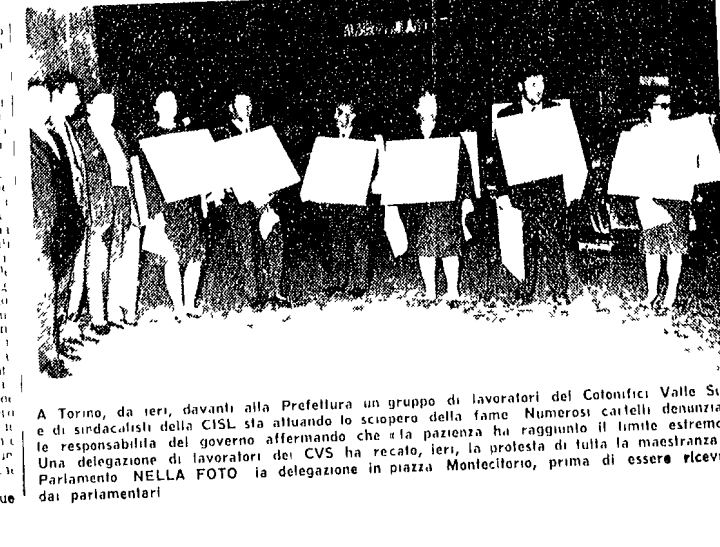 A Torino, da ieri, davanti alla Prefettura un gruppo di lavoratori dei Cotonifici Valle Su
e di sindacalisti della CISL sta attuando lo sciopero della fame Numerosi cartelli denunzia
le responsabilità del governo affermando che « la pazienza ha raggiunto il limite estremo
Una delegazione di lavoratori dei CVS ha recato, ieri, la protesta di tutta la maestranza
Parlamento NELLA FOTO la delegazione in piazza Montecitorio, prima di essere ricev
dai parlamentari
ue